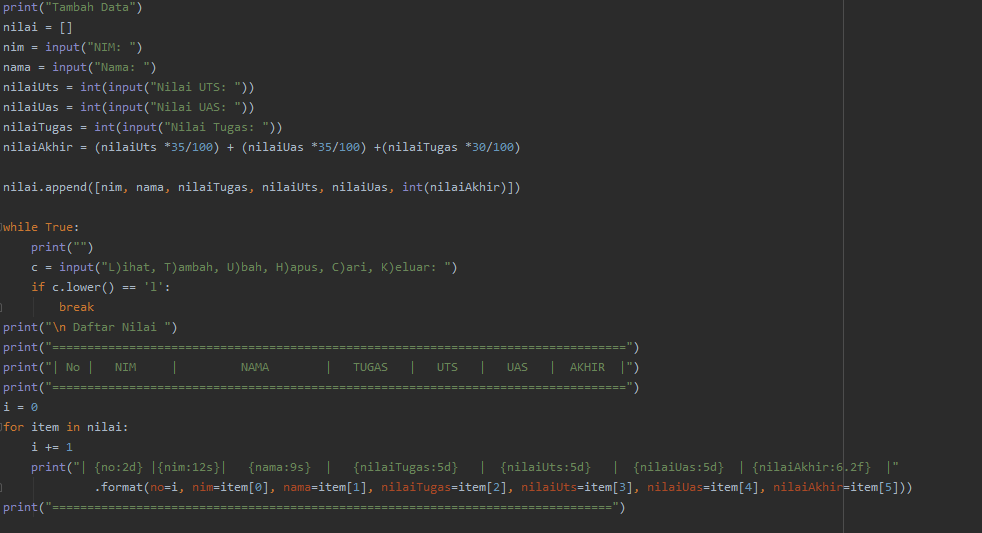 print("Tambah Data")
nilai = []
nim = input("NIM: ")
nama = input("Nama: ")
nilaiUts = int(input("Nilai UTS: "))
nilaiUas = int(input("Nilai UAS: "))
nilaiTugas = int(input("Nilai Tugas: "))
nilaiAkhir = (nilaiUts *35/100) + (nilaiUas *35/100) +(nilaiTugas *30/100)
nilai.append([nim, nama, nilaiTugas, nilaiUts, nilaiUas, int(nilaiAkhir)])
while True:
    print("")
    c = input("L)ihat, T)ambah, U)bah, H)apus, C)ari, K)eluar: ")
    if c.lower() == 'l':
        break
print("\n Daftar Nilai ")
print("==================================================================================")
print("| No |   NIM     |         NAMA        |   TUGAS   |   UTS   |   UAS   |  AKHIR  |")
print("==================================================================================")
i = 0
for item in nilai:
    i += 1
    print("| {no:2d} |{nim:12s}|   {nama:9s}  |   {nilaiTugas:5d}   |  {nilaiUts:5d}   |  {nilaiUas:5d}  | {nilaiAkhir:6.2f}  |"
             .format(no=i, nim=item[0], nama=item[1], nilaiTugas=item[2], nilaiUts=item[3], nilaiUas=item[4], nilaiAkhir=item[5]))
print("================================================================================")